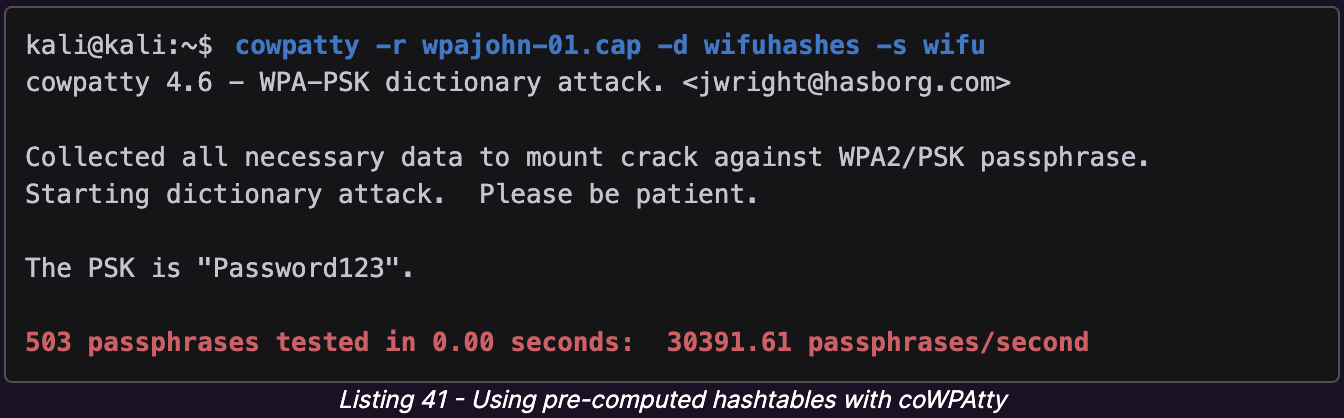 kali@kali:~$ cowpatty -r wpajohn-01.cap -d wifuhashes -s wifu
cowpatty 4.6 - WPA-PSK dictionary attack. <jwright@hasborg.com>
Collected all necessary data to mount crack against WPA2/PSK passphrase.
Starting dictionary attack.  Please be patient.
The PSK is "Password123".
503 passphrases tested in 0.00 seconds:  30391.61 passphrases/second
Listing 41 - Using pre-computed hashtables with coWPAtty